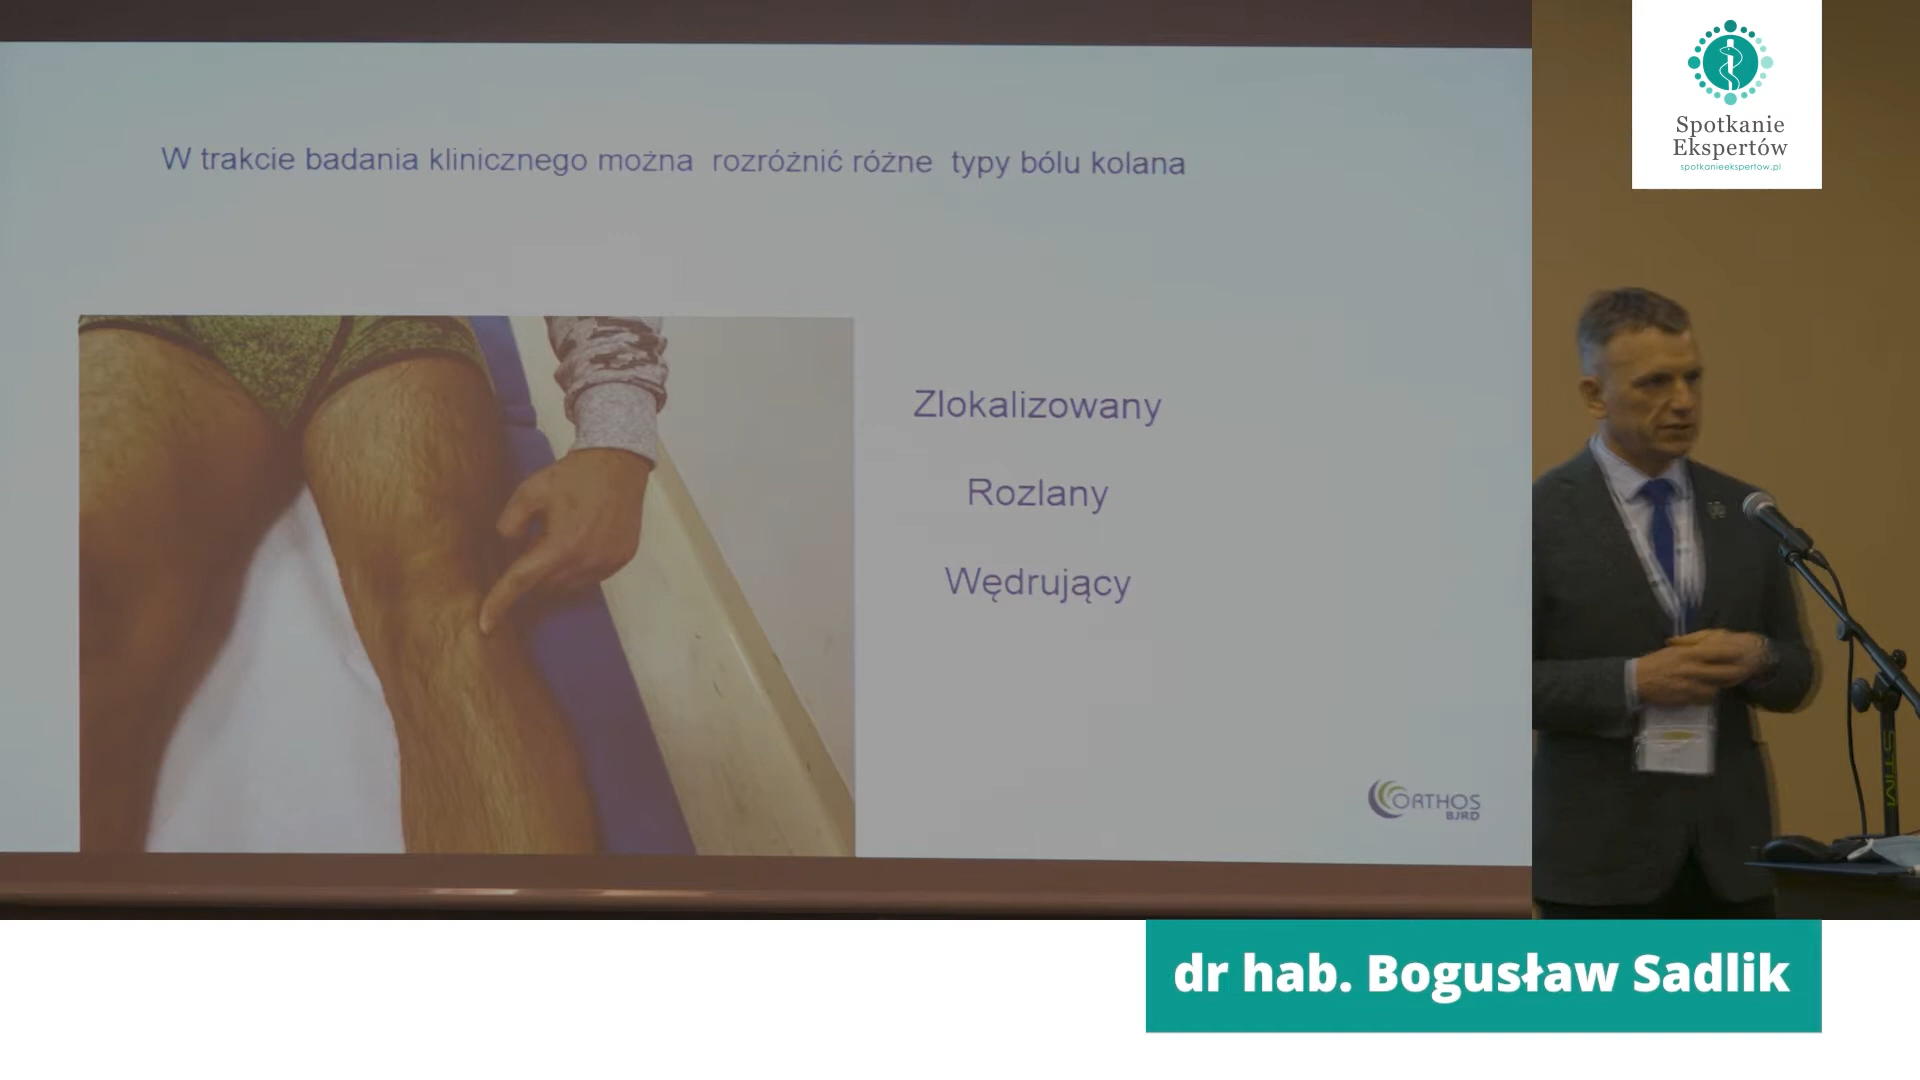 W trakcie badania klinicznego można rozróżnić różne typy bólu kolana
Zlokalizowany
Rozlany
Wędrujący
ORTHOS
BJRD
Spotkanie
Ekspertów
spotkanieekspertow.pl
dr hab. Bogusław Sadlik